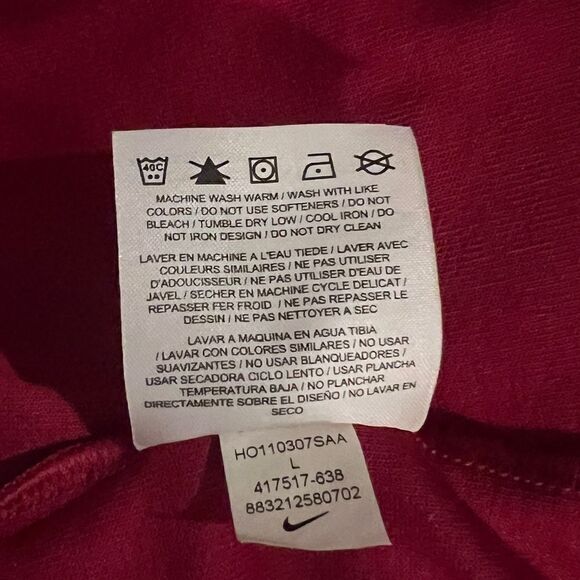 40C
MACHINE WASH WARM / WASH WITH LIKE
COLORS / DO NOT USE SOFTENERS / DO NOT
BLEACH / TUMBLE DRY LOW / COOL IRON / DO
NOT IRON DESIGN / DO NOT DRY CLEAN
LAVER EN MACHINE A L'EAU TIEDE / LAVER AVEC
COULEURS SIMILAIRES / NE PAS UTILISER
D'ADOUCISSEUR / NE PAS UTILISER D'EAU DE
JAVEL / SECHER EN MACHINE CYCLE DELICAT /
REPASSER FER FROID / NE PAS REPASSER LE
DESSIN / NE PAS NETTOYER A SEC
LAVAR A MAQUINA EN AGUA TIBIA
/ LAVAR CON COLORES SIMILARES / NO USAR
SUAVIZANTES / NO USAR BLANQUEADORES /
USAR SECADORA CICLO LENTO / USAR PLANCHA
TEMPERATURA BAJA / NO PLANCHAR
DIRECTAMENTE SOBRE EL DISEÑO / NO LAVAR EN
SECO
HO110307SAA
L
417517-638
883212580702